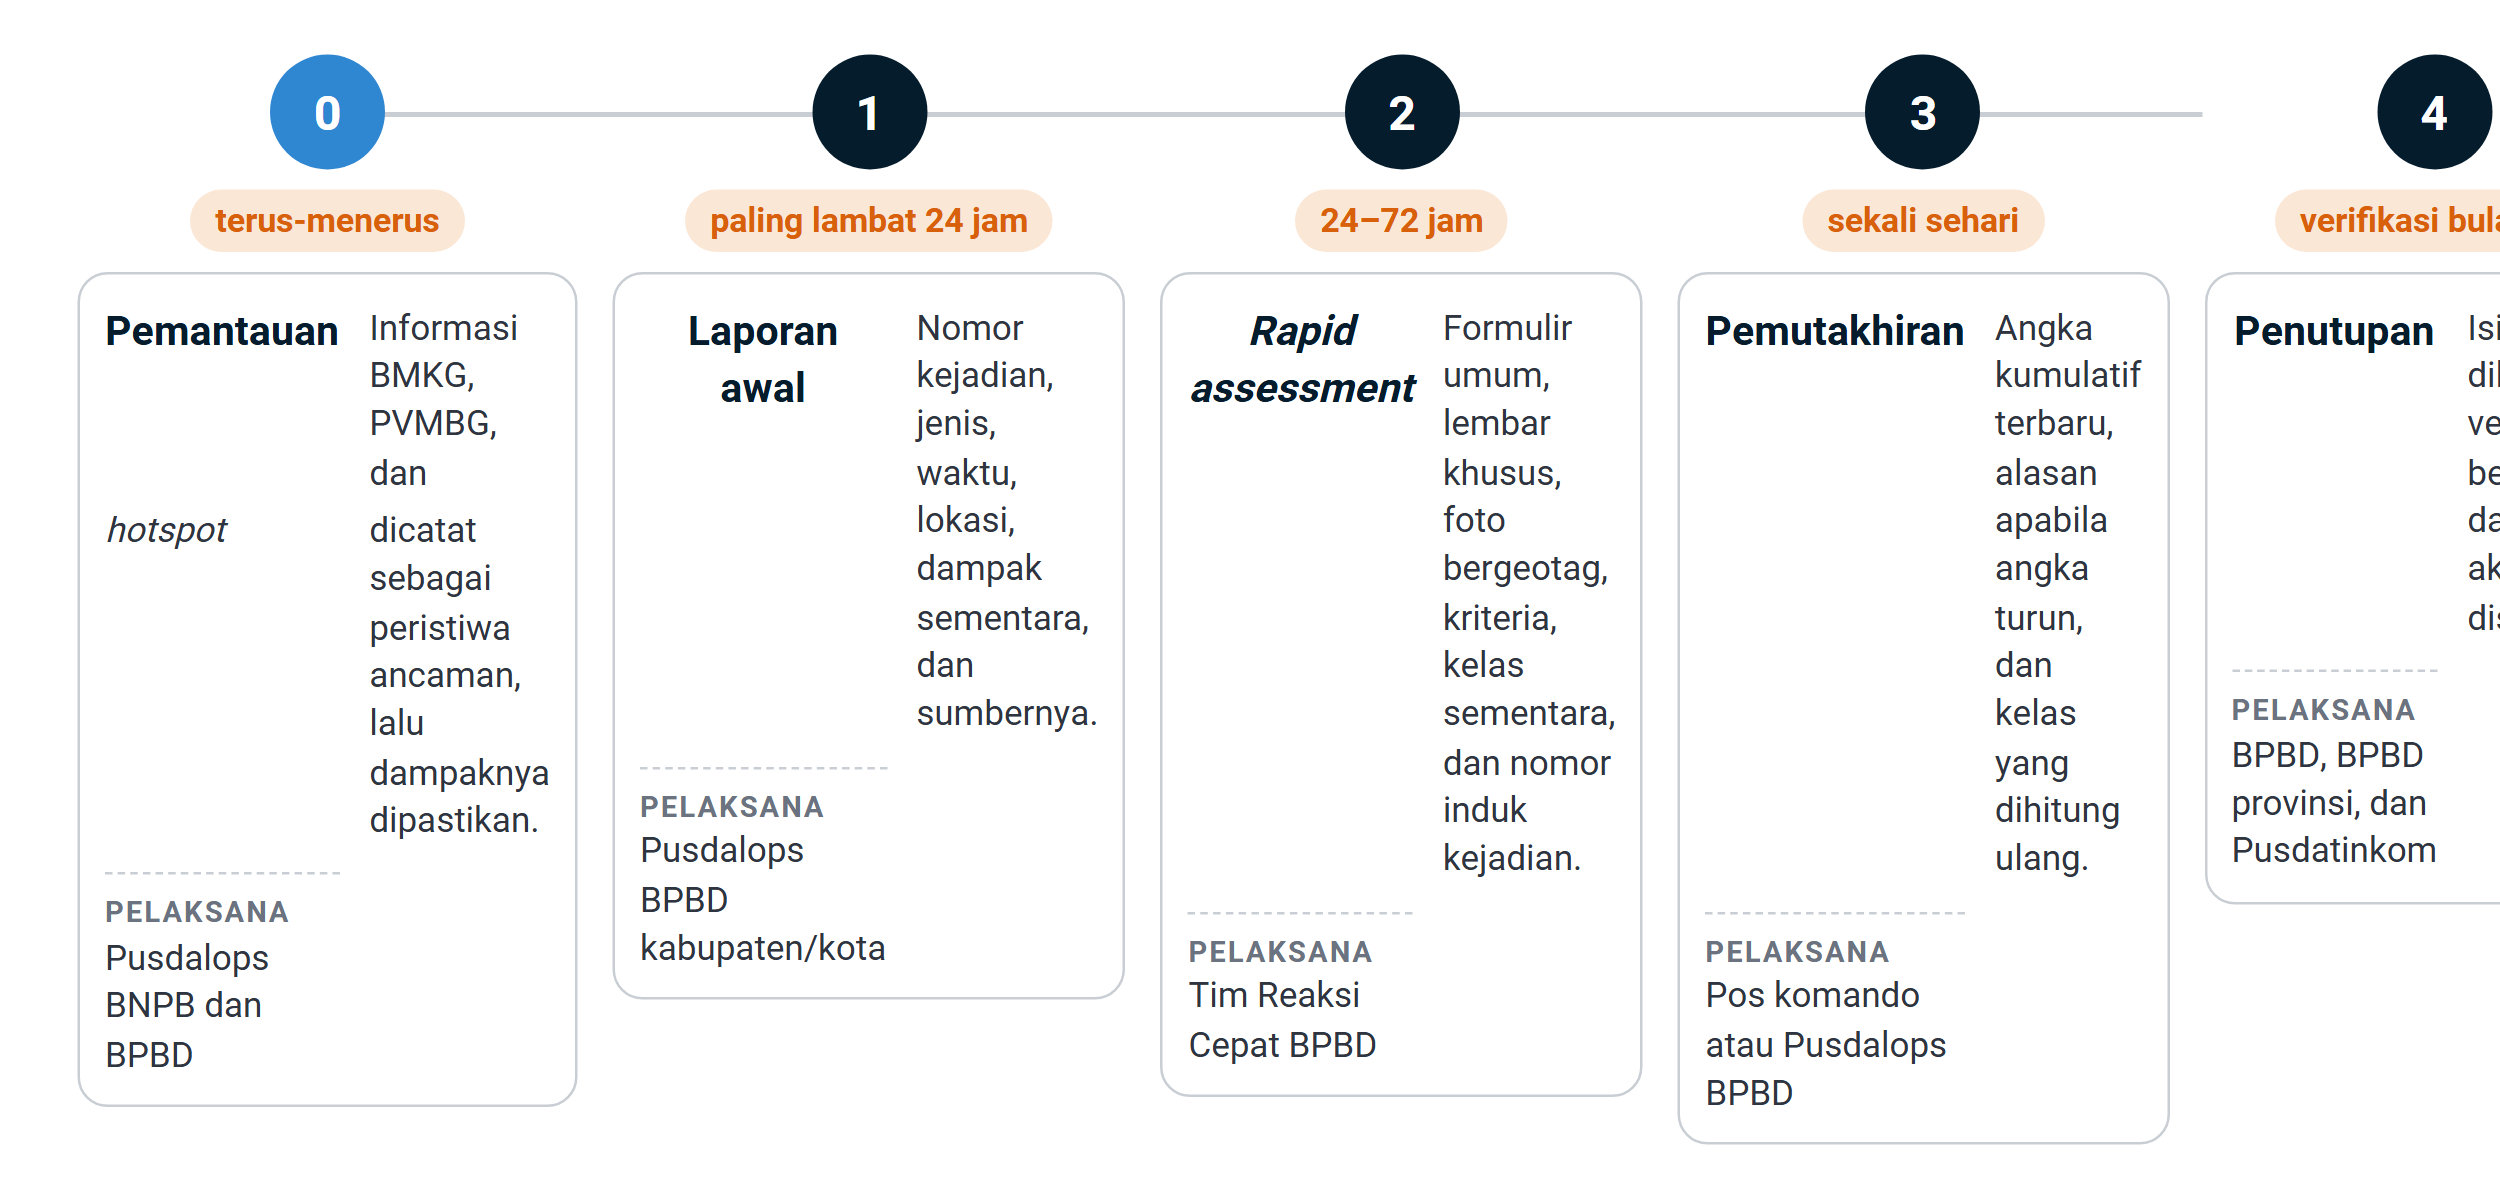 0
terus-menerus
Pemantauan
Informasi
BMKG,
PVMBG,
dan
hotspot
dicatat
sebagai
peristiwa
ancaman,
lalu
dampaknya
dipastikan.
PELAKSANA
Pusdalops
BNPB dan
BPBD
1
paling lambat 24 jam
Laporan
awal
Nomor
kejadian,
jenis,
waktu,
lokasi,
dampak
sementara,
dan
sumbernya.
PELAKSANA
Pusdalops
BPBD
kabupaten/kota
2
24–72 jam
Rapid
assessment
Formulir
umum,
lembar
khusus,
foto
bergeotag,
kriteria,
kelas
sementara,
dan nomor
induk
kejadian.
PELAKSANA
Tim Reaksi
Cepat BPBD
3
sekali sehari
Pemutakhiran
Angka
kumulatif
terbaru,
alasan
apabila
angka
turun,
dan
kelas
yang
dihitung
ulang.
PELAKSANA
Pos komando
atau Pusdalops
BPBD
4
verifikasi
Penutupan
PELAKSANA
BPBD, BPBD
provinsi, dan
Pusdatinkom